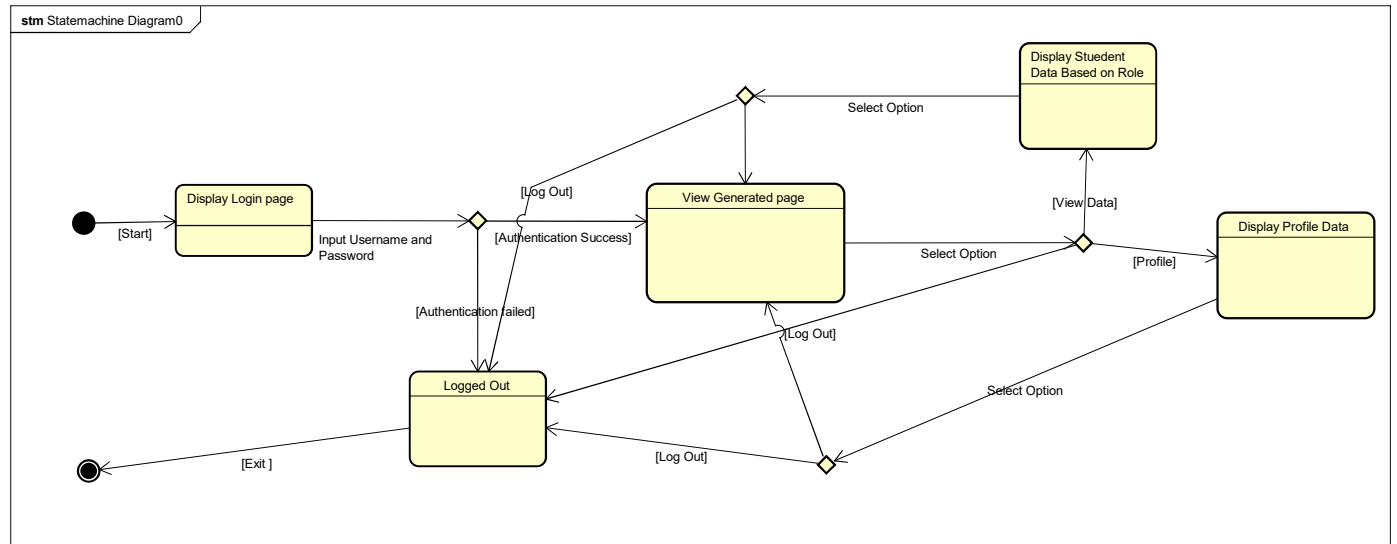 stm Statemachine Diagram0
Display Stuedent
Data Based on Role
Select Option
[Log Out]
Display Login page
View Generated page
[View Data]
[Start]
Input Username and
Password
[Authentication Success]
Select Option
[Profile]
Display Profile Data
[Authentication failed]
[Log Out]
Logged Out
Select Option
[Log Out]
[Exit ]